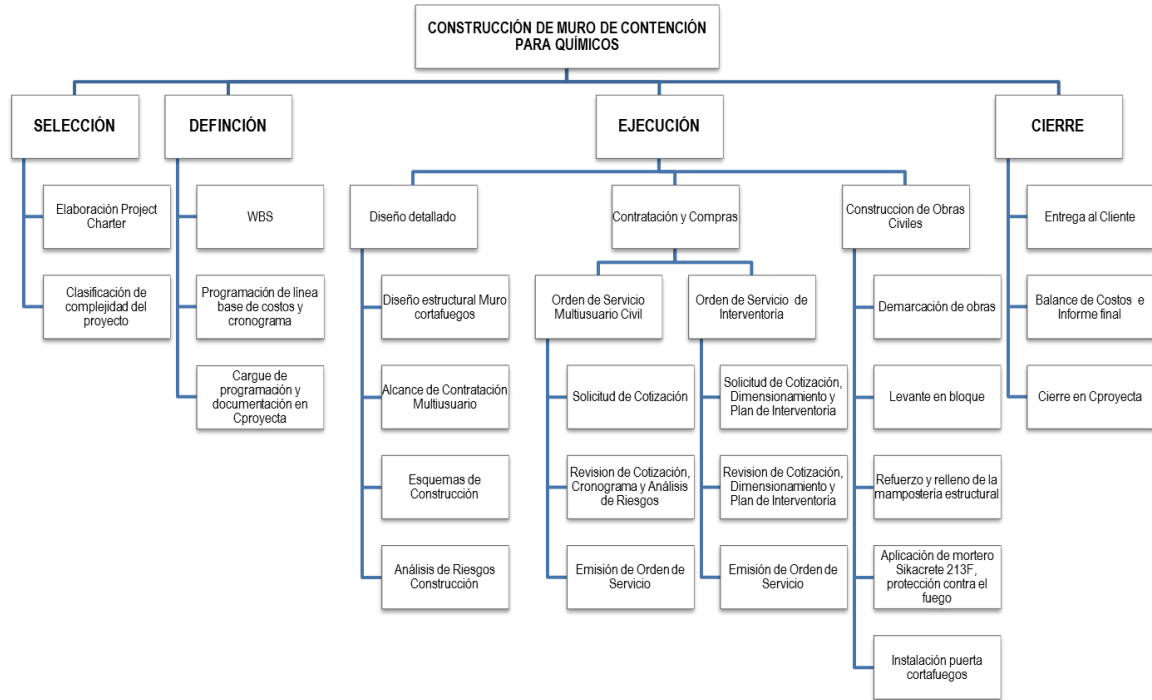 CONSTRUCCIÓN DE MURO DE CONTENCIÓN
PARA QUÍMICOS
SELECCIÓN
DEFINCIÓN
EJECUCIÓN
CIERRE
Elaboración Project
Charter
Clasificación de
complejidad del
proyecto
WBS
Programación de línea
base de costos y
cronograma
Cargue de
programación y
documentación en
Cproyecta
Diseño detallado
Diseño estructural Muro
cortafuegos
Alcance de Contratación
Multiusuario
Esquemas de
Construcción
Análisis de Riesgos
Construcción
Contratación y Compras
Orden de Servicio
Multiusuario Civil
Solicitud de Cotización
Revision de Cotización,
Cronograma y Análisis
de Riesgos
Emisión de Orden de
Servicio
Orden de Servicio de
Interventoría
Solicitud de Cotización,
Dimensionamiento y
Plan de Interventoría
Revision de Cotización,
Dimensionamiento y
Plan de Interventoría
Emisión de Orden de
Servicio
Construccion de Obras
Civiles
Demarcación de obras
Levante en bloque
Refuerzo y relleno de la
mampostería estructural
Aplicación de mortero
Sikacrete 213F,
protección contra el
fuego
Instalación puerta
cortafuegos
Entrega al Cliente
Balance de Costos e
Informe final
Cierre en Cproyecta